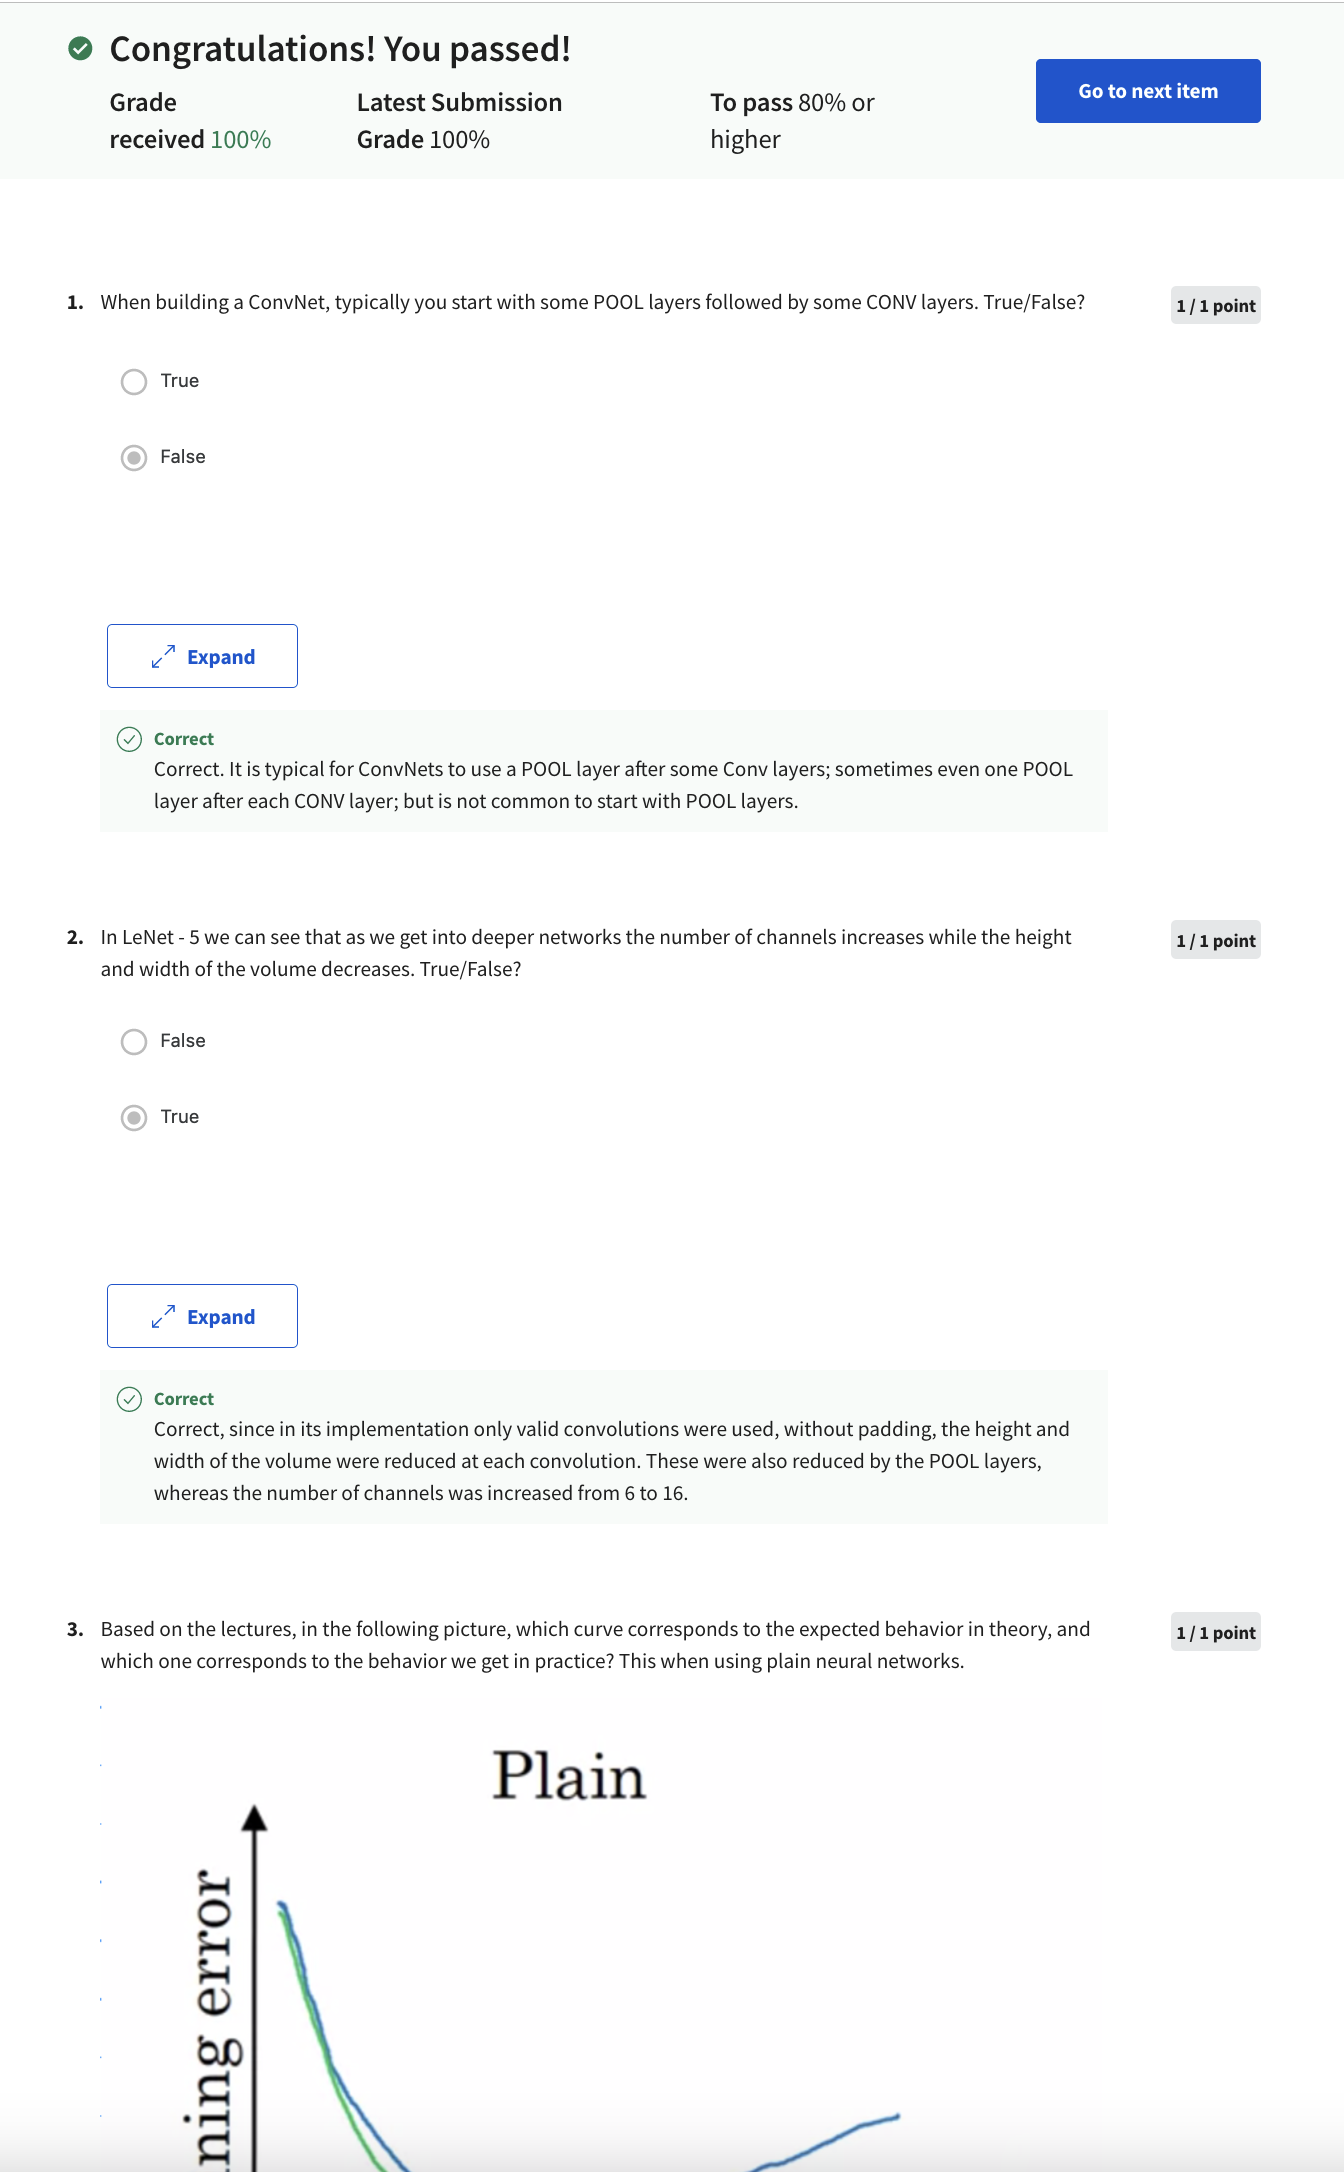 Congratulations! You passed!
Grade
received 100%
Latest Submission
Grade 100%
To pass 80% or
higher
Go to next item
1. When building a ConvNet, typically you start with some POOL layers followed by some CONV layers. True/False?
1 / 1 point
True
False
Expand
Correct
Correct. It is typical for ConvNets to use a POOL layer after some Conv layers; sometimes even one POOL
layer after each CONV layer; but is not common to start with POOL layers.
2. In LeNet - 5 we can see that as we get into deeper networks the number of channels increases while the height
and width of the volume decreases. True/False?
1 / 1 point
False
True
Expand
Correct
Correct, since in its implementation only valid convolutions were used, without padding, the height and
width of the volume were reduced at each convolution. These were also reduced by the POOL layers,
whereas the number of channels was increased from 6 to 16.
3. Based on the lectures, in the following picture, which curve corresponds to the expected behavior in theory, and
which one corresponds to the behavior we get in practice? This when using plain neural networks.
1 / 1 point
Plain
ning error